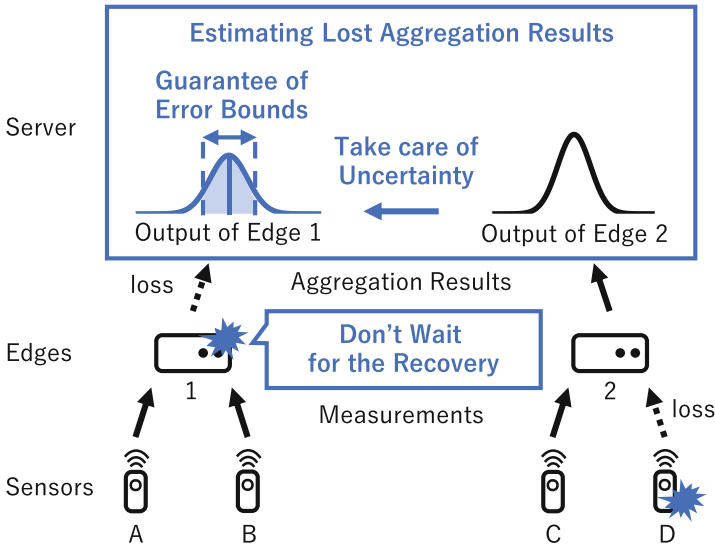 Estimating Lost Aggregation Results
Guarantee of
Error Bounds
Server
Take care of
Uncertainty
Output of Edge 1
Output of Edge 2
loss
Aggregation Results
Edges
Don't Wait
for the Recovery
1
2
Measurements
loss
Sensors
A
B
C
D